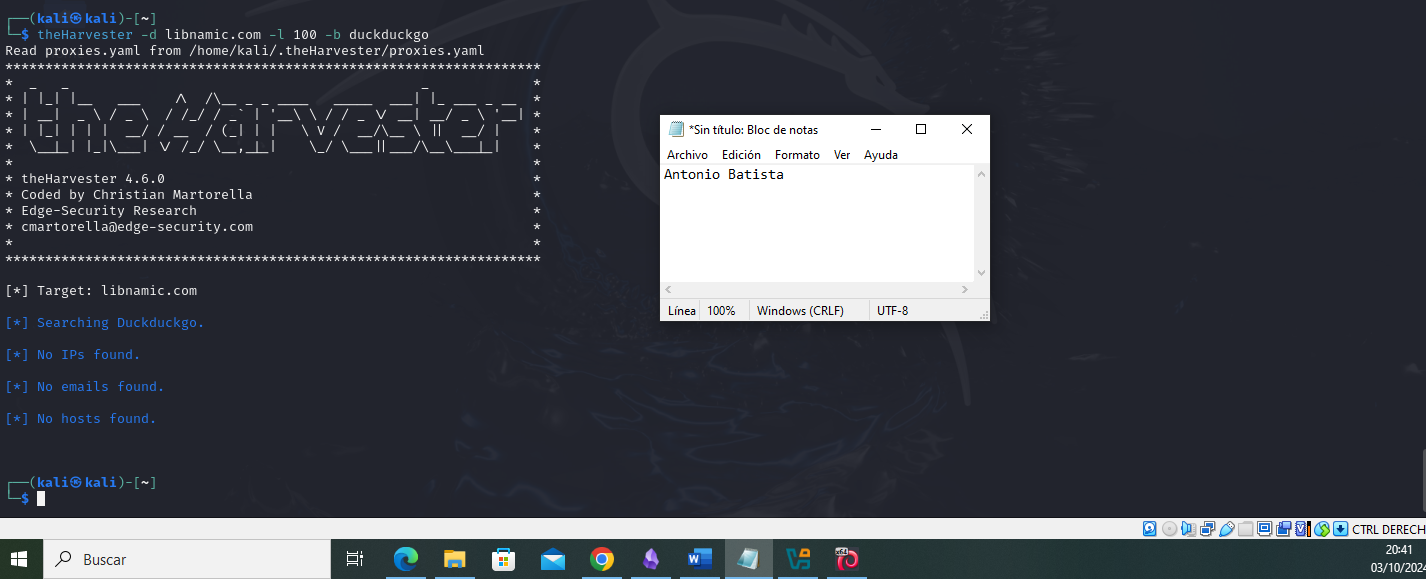 ┌──(kali㉿kali)-[~]
└─$ theHarvester -d libnamic.com -l 100 -b duckduckgo
Read proxies.yaml from /home/kali/.theHarvester/proxies.yaml
*******************************************************************
theHarvester
* theHarvester 4.6.0 *
* Coded by Christian Martorella *
* Edge-Security Research *
* cmartorella@edge-security.com *
* *
*******************************************************************
[*] Target: libnamic.com
[*] Searching Duckduckgo.
[*] No IPs found.
[*] No emails found.
[*] No hosts found.
┌──(kali㉿kali)-[~]
└─$
*Sin título: Bloc de notas
Archivo Edición Formato Ver Ayuda
Antonio Batista
Línea 100% Windows (CRLF) UTF-8
CTRL DERECH
Buscar
20:41
03/10/202